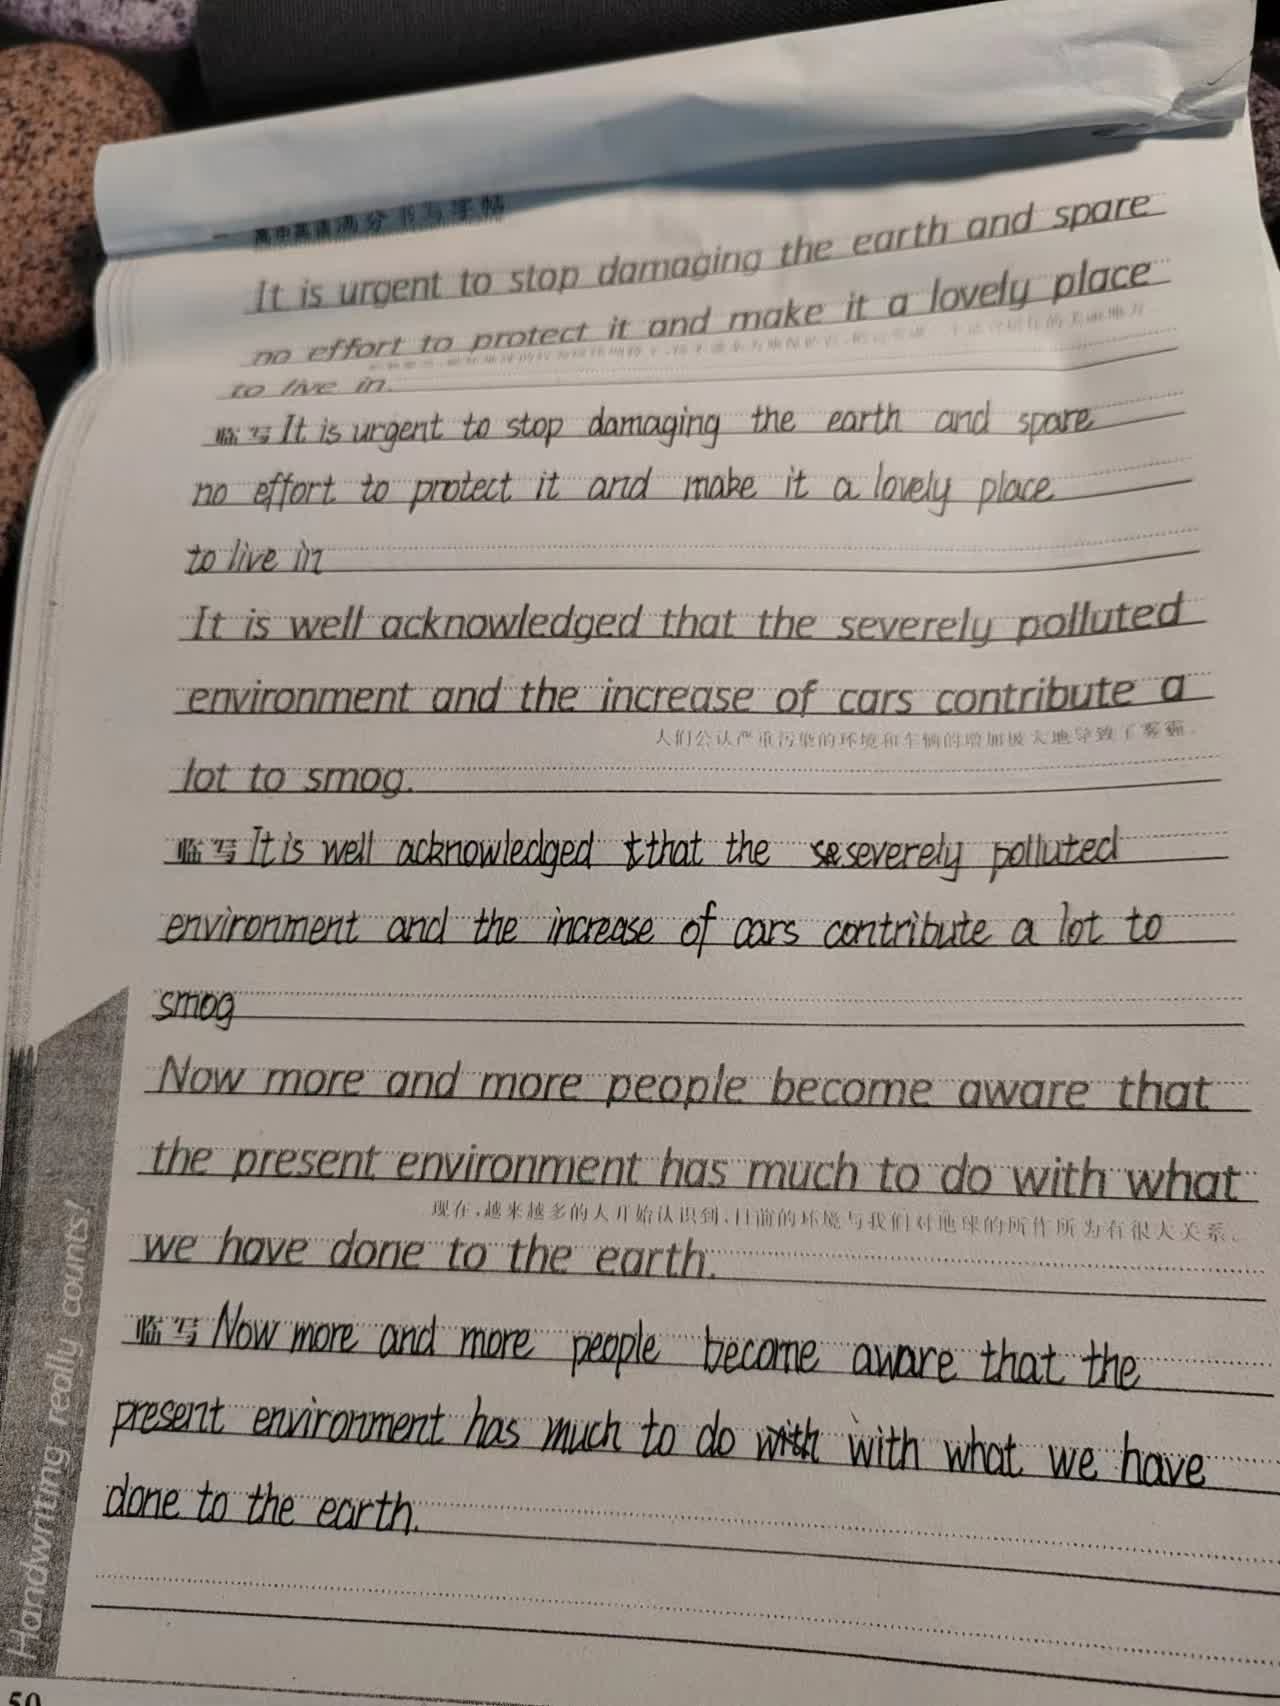 高中英语满分书写字帖
It is urgent to stop damaging the earth and spare
no effort to protect it and make it a lovely place
to live in.
临写 It is urgent to stop damaging the earth and spare
no effort to protect it and make it a lovely place
to live in
It is well acknowledged that the severely polluted
environment and the increase of cars contribute a
人们公认严重污染的环境和车辆的增加极大地导致了雾霾。
lot to smog.
临写 It is well acknowledged t that the se severely polluted
environment and the increase of cars contribute a lot to
smog
Now more and more people become aware that
the present environment has much to do with what
现在,越来越多的人开始认识到,目前的环境与我们对地球的所作所为有很大关系。
we have done to the earth.
临写 Now more and more people become aware that the
present environment has much to do with with what we have
done to the earth.
Handwriting really counts!
50